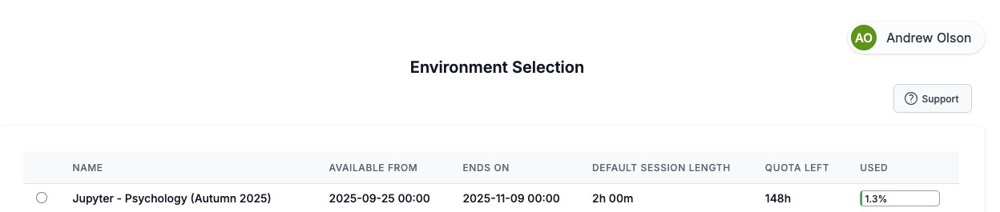 AO Andrew Olson
Environment Selection
Support
NAME AVAILABLE FROM ENDS ON DEFAULT SESSION LENGTH QUOTA LEFT USED
Jupyter - Psychology (Autumn 2025) 2025-09-25 00:00 2025-11-09 00:00 2h 00m 148h 1.3%